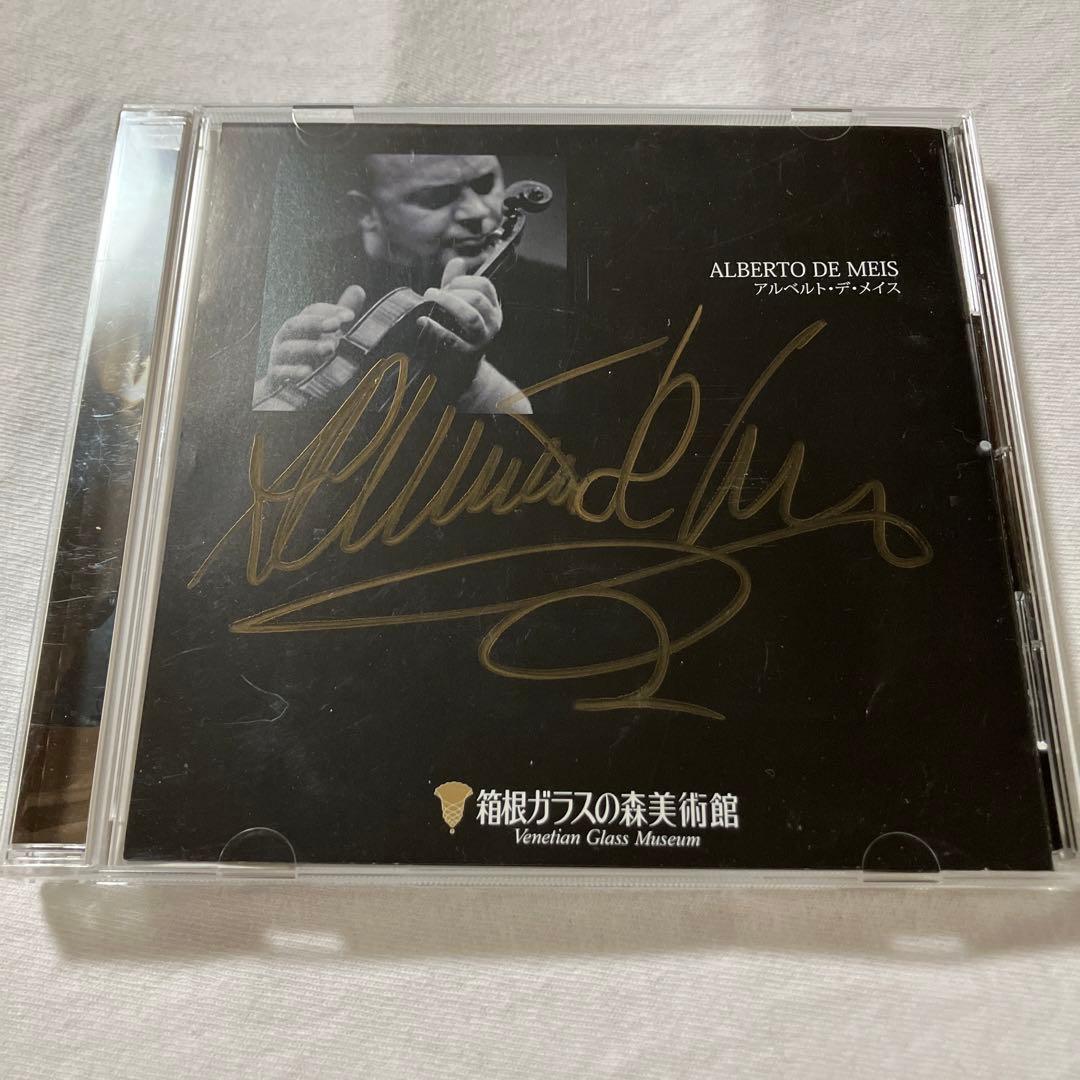 ALBERTO DE MEIS
アルベルト・デ・メイス
箱根ガラスの森美術館
Venetian Glass Museum